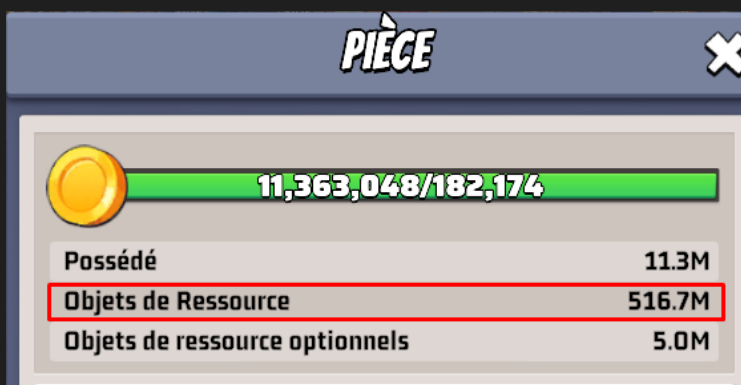 PIÈCE
11,363,048/182,174
Possédé 11.3M
Objets de Ressource 516.7M
Objets de ressource optionnels 5.0M